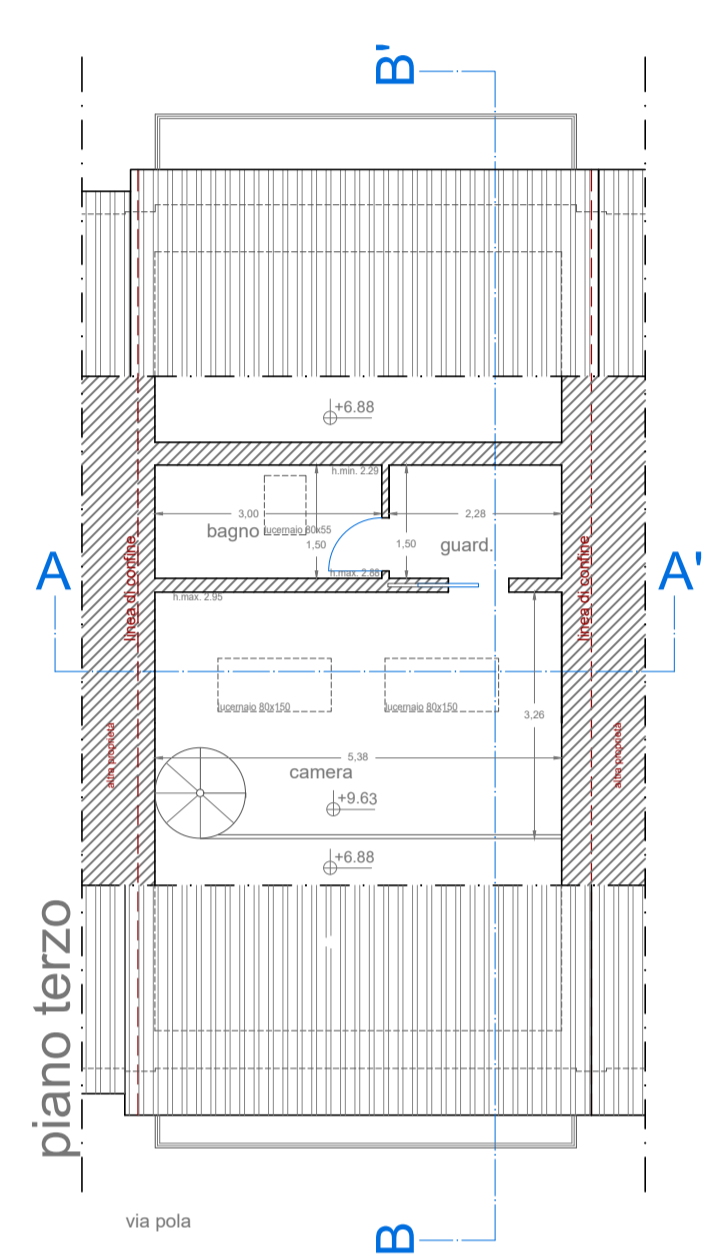 B'
+6.88
h.min. 2.29
3,00
2,28
bagno
lucernaio 80x55
1,50
1,50
guard.
linea di confine
linea di confine
A
A'
h.max. 2.88
h.max. 2.95
lucernaio 80x150
lucernaio 80x150
3,26
altra proprietà
altra proprietà
5,38
camera
+9.63
+6.88
piano terzo
via pola
B